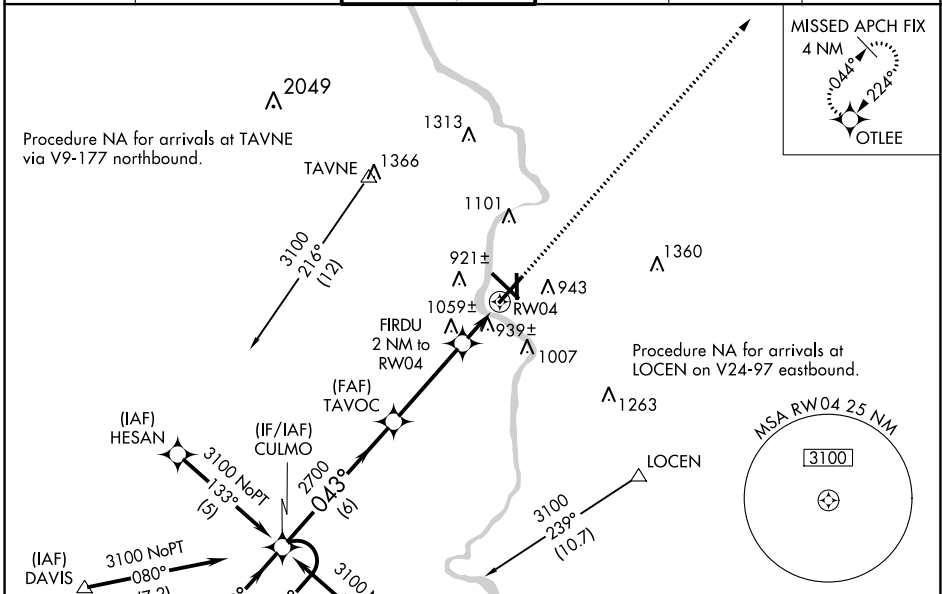 MISSED APCH FIX
4 NM
044°
224°
OTLEE
2049
1313
Procedure NA for arrivals at TAVNE
via V9-177 northbound.
TAVNE
1366
1101
3100
216°
(12)
921±
1360
943
RW04
1059±
939±
FIRDU
2 NM to
RW04
1007
Procedure NA for arrivals at
LOCEN on V24-97 eastbound.
(FAF)
TAVOC
1263
MSA RW04 25 NM
3100
(IAF)
HESAN
(IF/IAF)
CULMO
3100 NoPT
133°
(5)
2700
043°
(6)
LOCEN
3100
239°
(10.7)
(IAF)
DAVIS
3100 NoPT
080°
(7.2)
3100